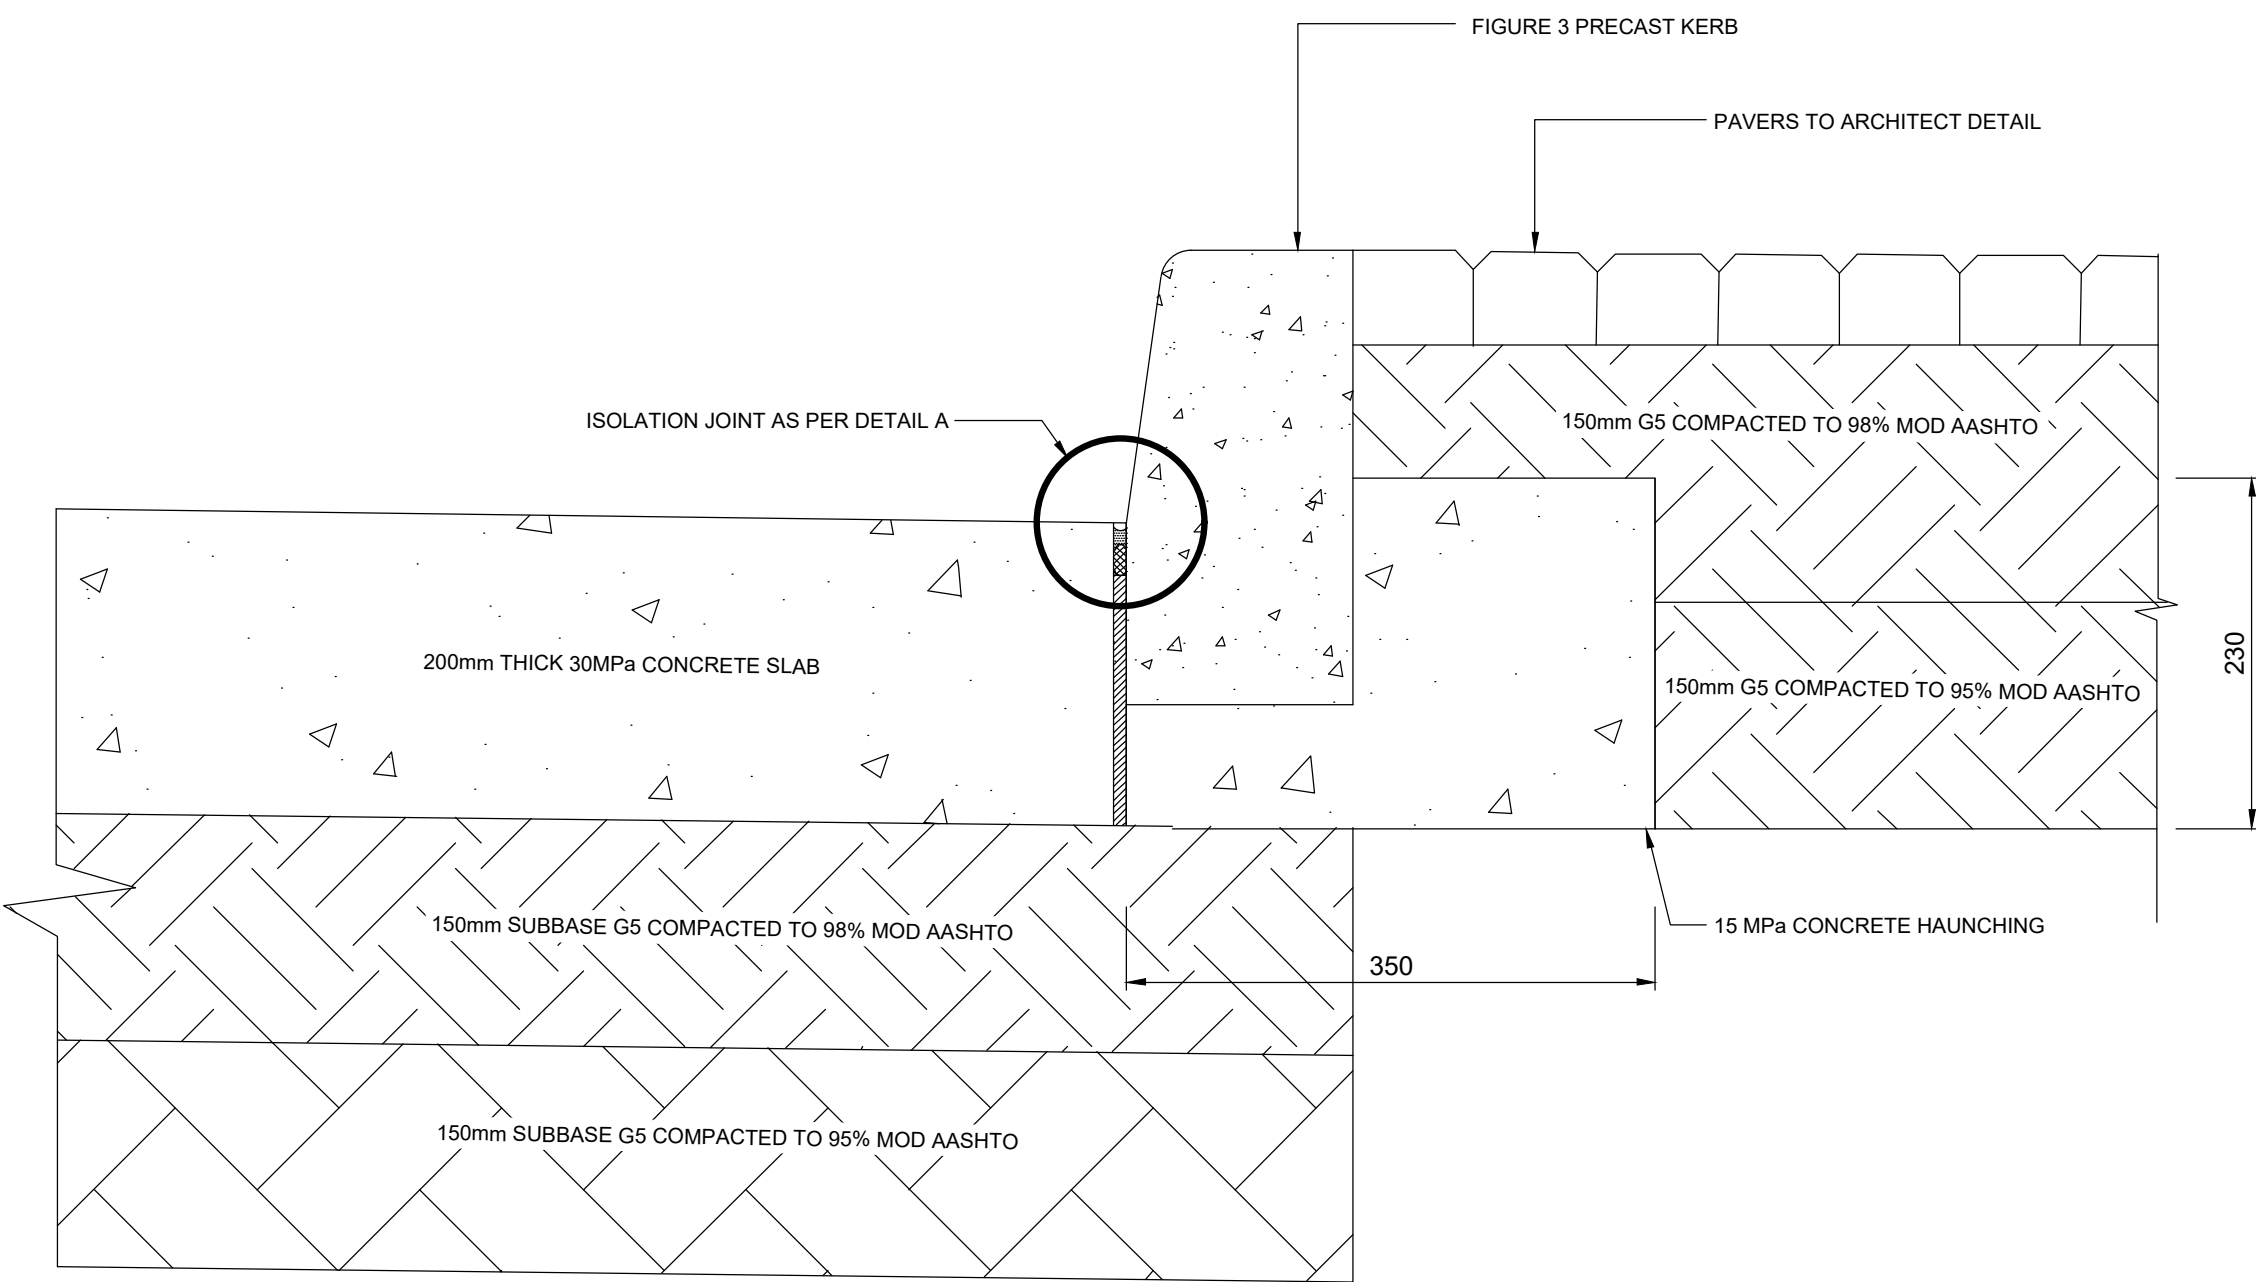 FIGURE 3 PRECAST KERB
PAVERS TO ARCHITECT DETAIL
ISOLATION JOINT AS PER DETAIL A
150mm G5 COMPACTED TO 98% MOD AASHTO
200mm THICK 30MPa CONCRETE SLAB
230
150mm G5 COMPACTED TO 95% MOD AASHTO
150mm SUBBASE G5 COMPACTED TO 98% MOD AASHTO
15 MPa CONCRETE HAUNCHING
350
150mm SUBBASE G5 COMPACTED TO 95% MOD AASHTO